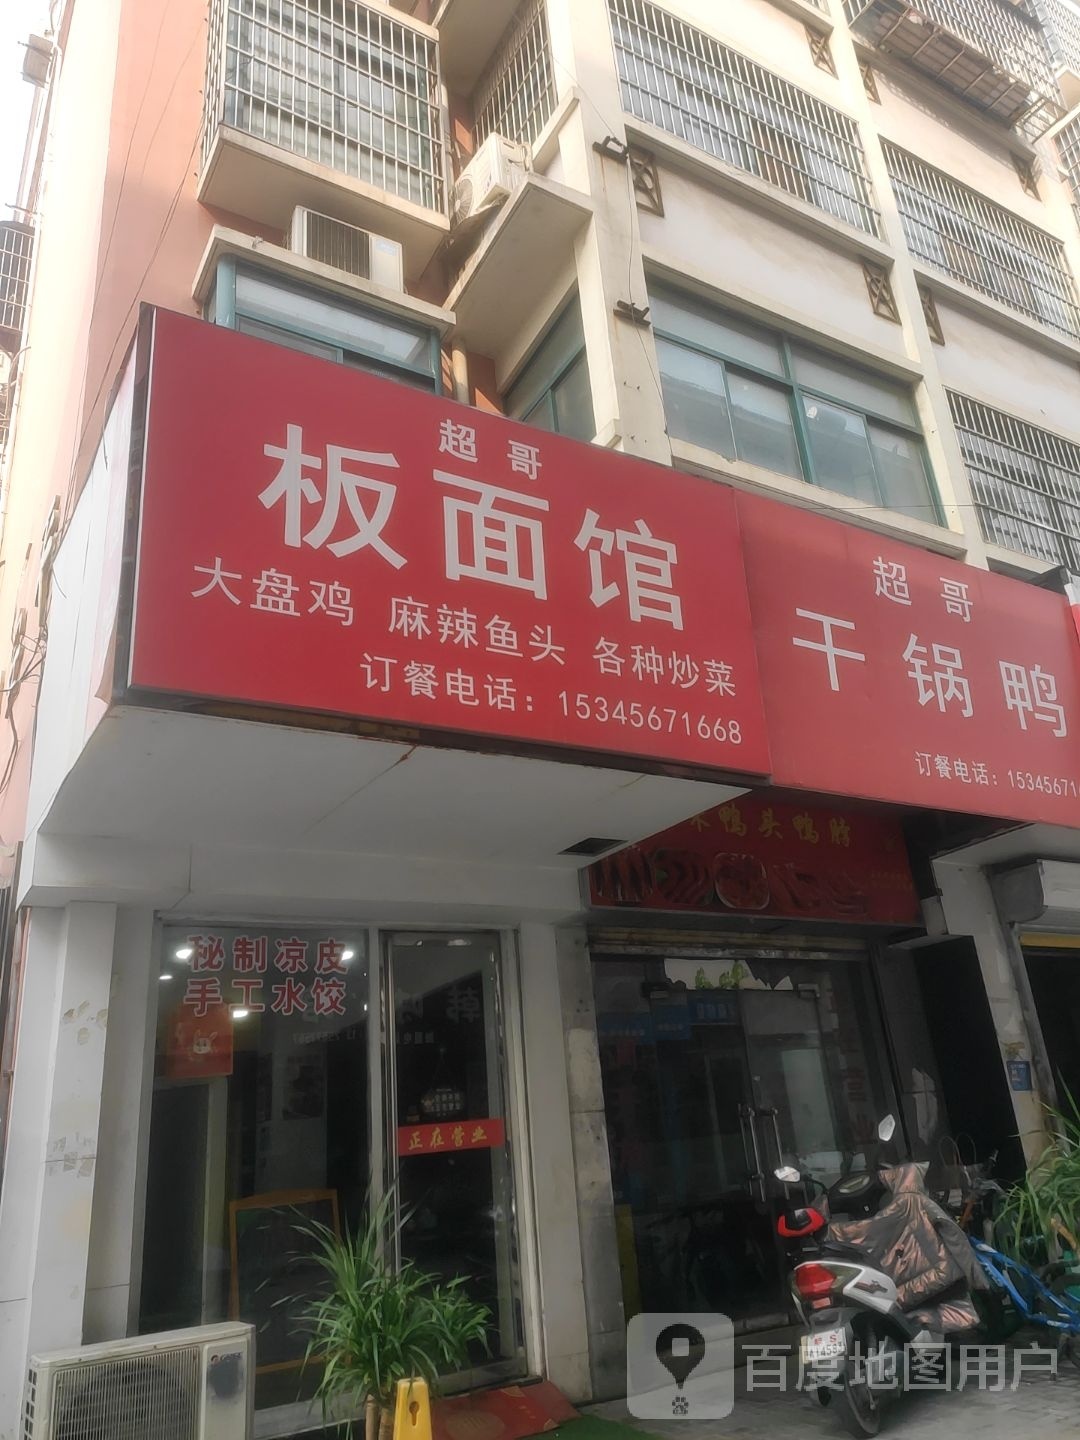 超哥
板面馆
大盘鸡 麻辣鱼头 各种炒菜
订餐电话：15345671668
超哥
干锅鸭
订餐电话：153456716
鸭头鸭脖
秘制凉皮
手工水饺
正在营业
百度地图用户